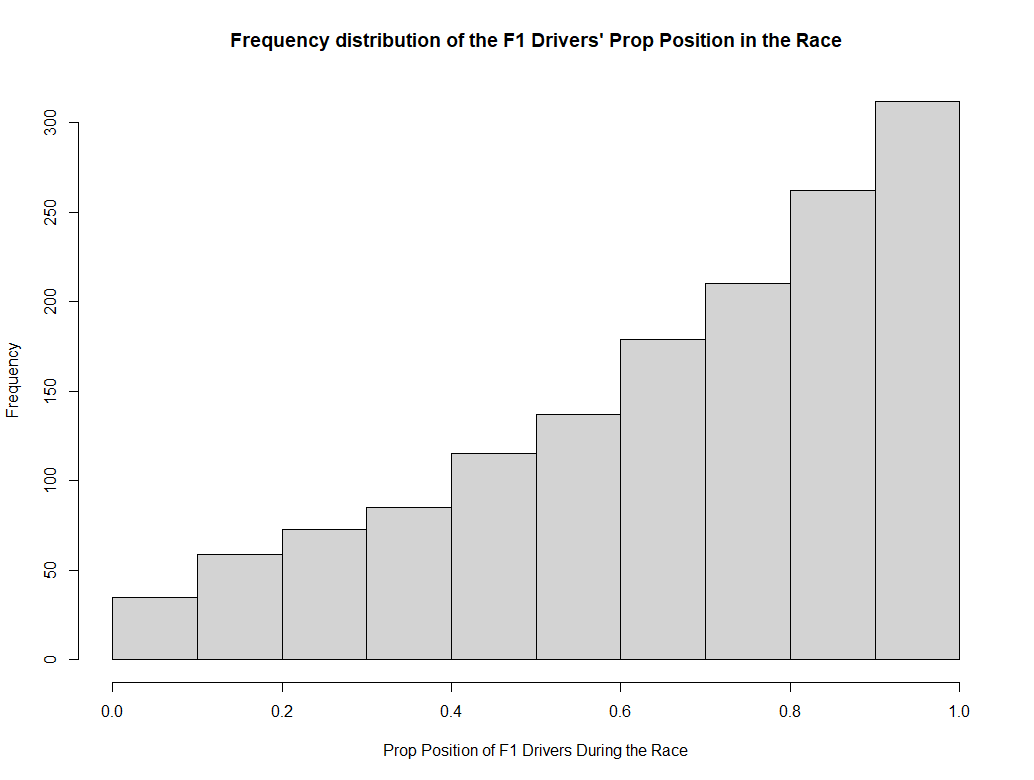 Frequency distribution of the F1 Drivers' Prop Position in the Race
Frequency
300
250
200
150
100
50
0
0.0 0.2 0.4 0.6 0.8 1.0
Prop Position of F1 Drivers During the Race